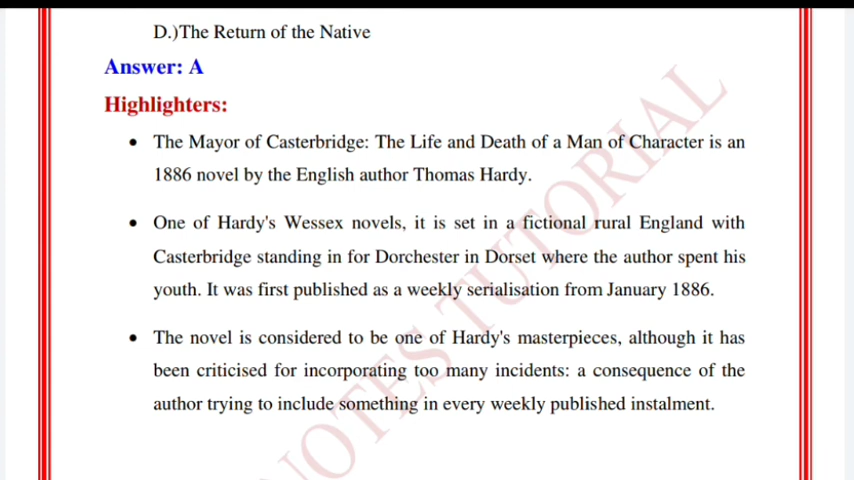 D.)The Return of the Native
Answer: A
Highlighters:
• The Mayor of Casterbridge: The Life and Death of a Man of Character is an
1886 novel by the English author Thomas Hardy.
• One of Hardy's Wessex novels, it is set in a fictional rural England with
Casterbridge standing in for Dorchester in Dorset where the author spent his
youth. It was first published as a weekly serialisation from January 1886.
• The novel is considered to be one of Hardy's masterpieces, although it has
been criticised for incorporating too many incidents: a consequence of the
author trying to include something in every weekly published instalment.
NOTES TUTORIAL